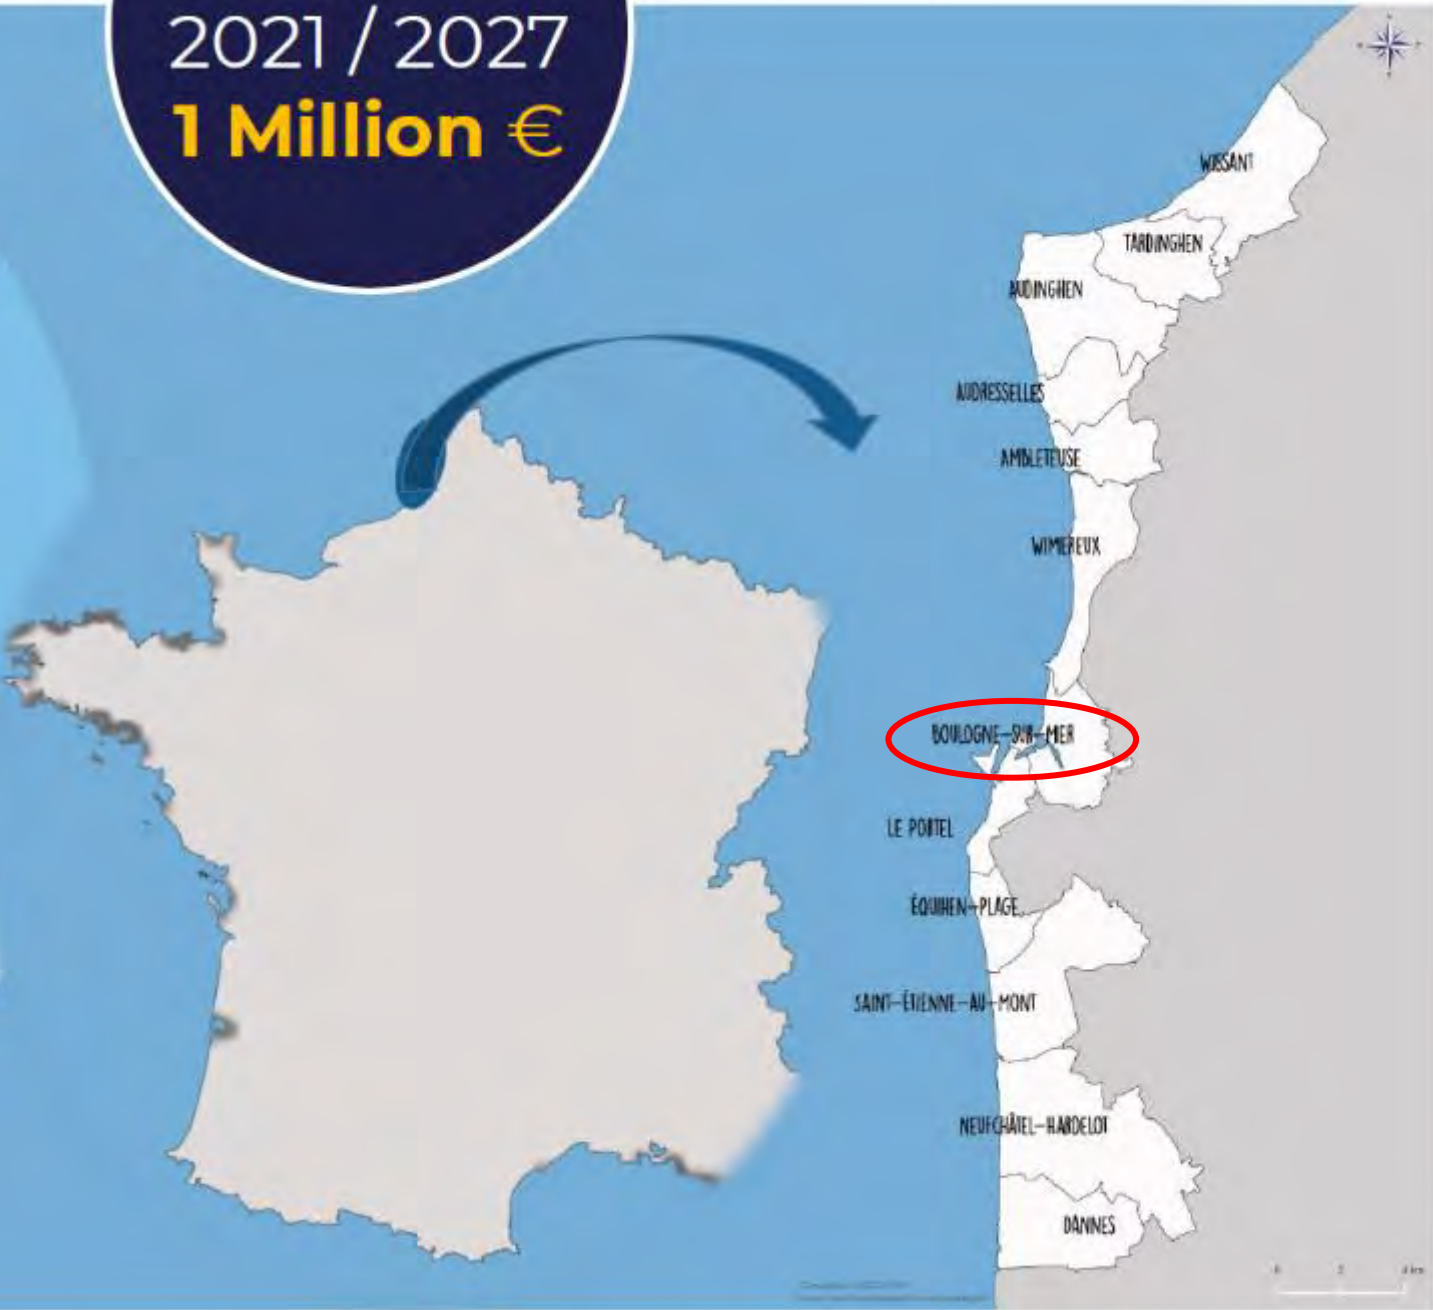 2021 / 2027
1 Million €
WISSANT
TARDINGHEN
AUDINGHEN
AUDRESSELLES
AMBLETEUSE
WIMEREUX
BOULOGNE-SUR-MER
LE PORTEL
ÉQUIHEN-PLAGE
SAINT-ÉTIENNE-AU-MONT
NEUFCHÂTEL-HARDELOT
DANNES